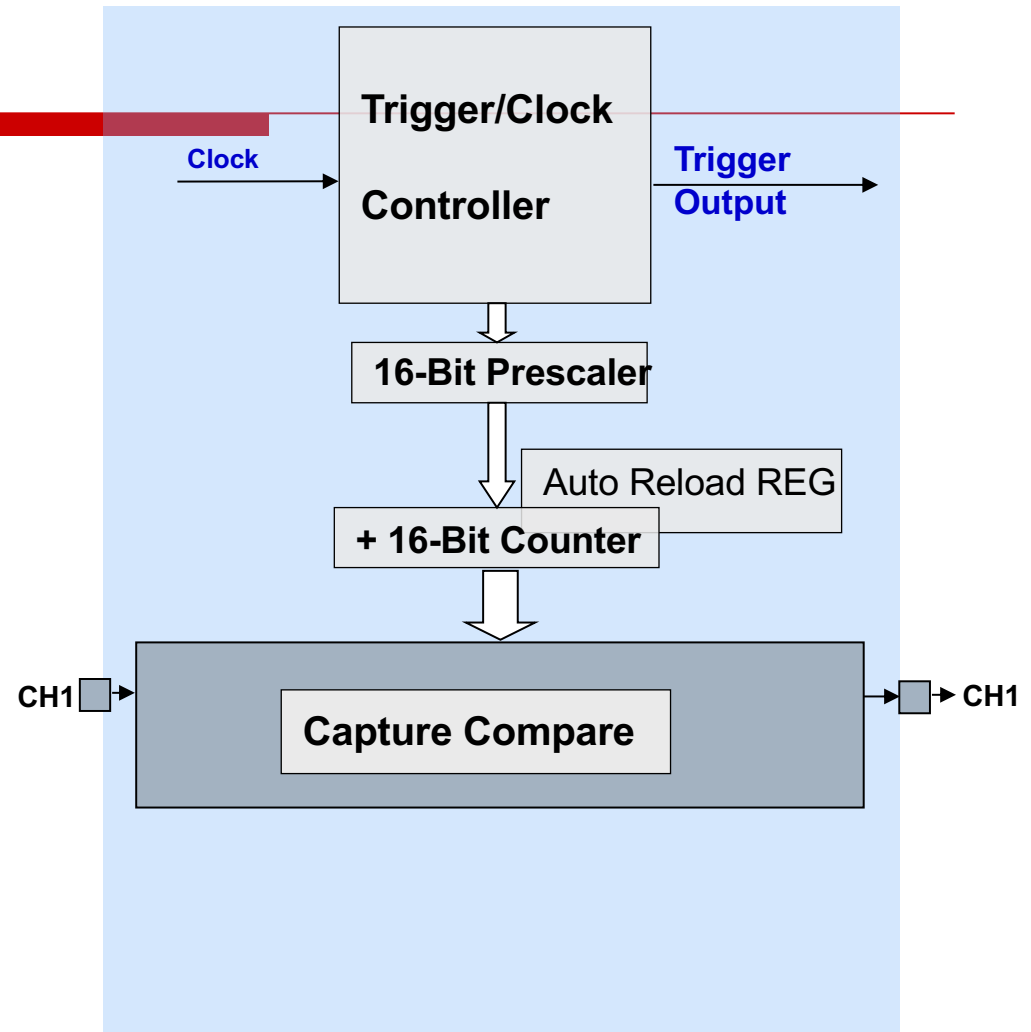 Trigger/Clock
Controller
Clock
Trigger
Output
16-Bit Prescaler
Auto Reload REG
+ 16-Bit Counter
CH1
Capture Compare
CH1